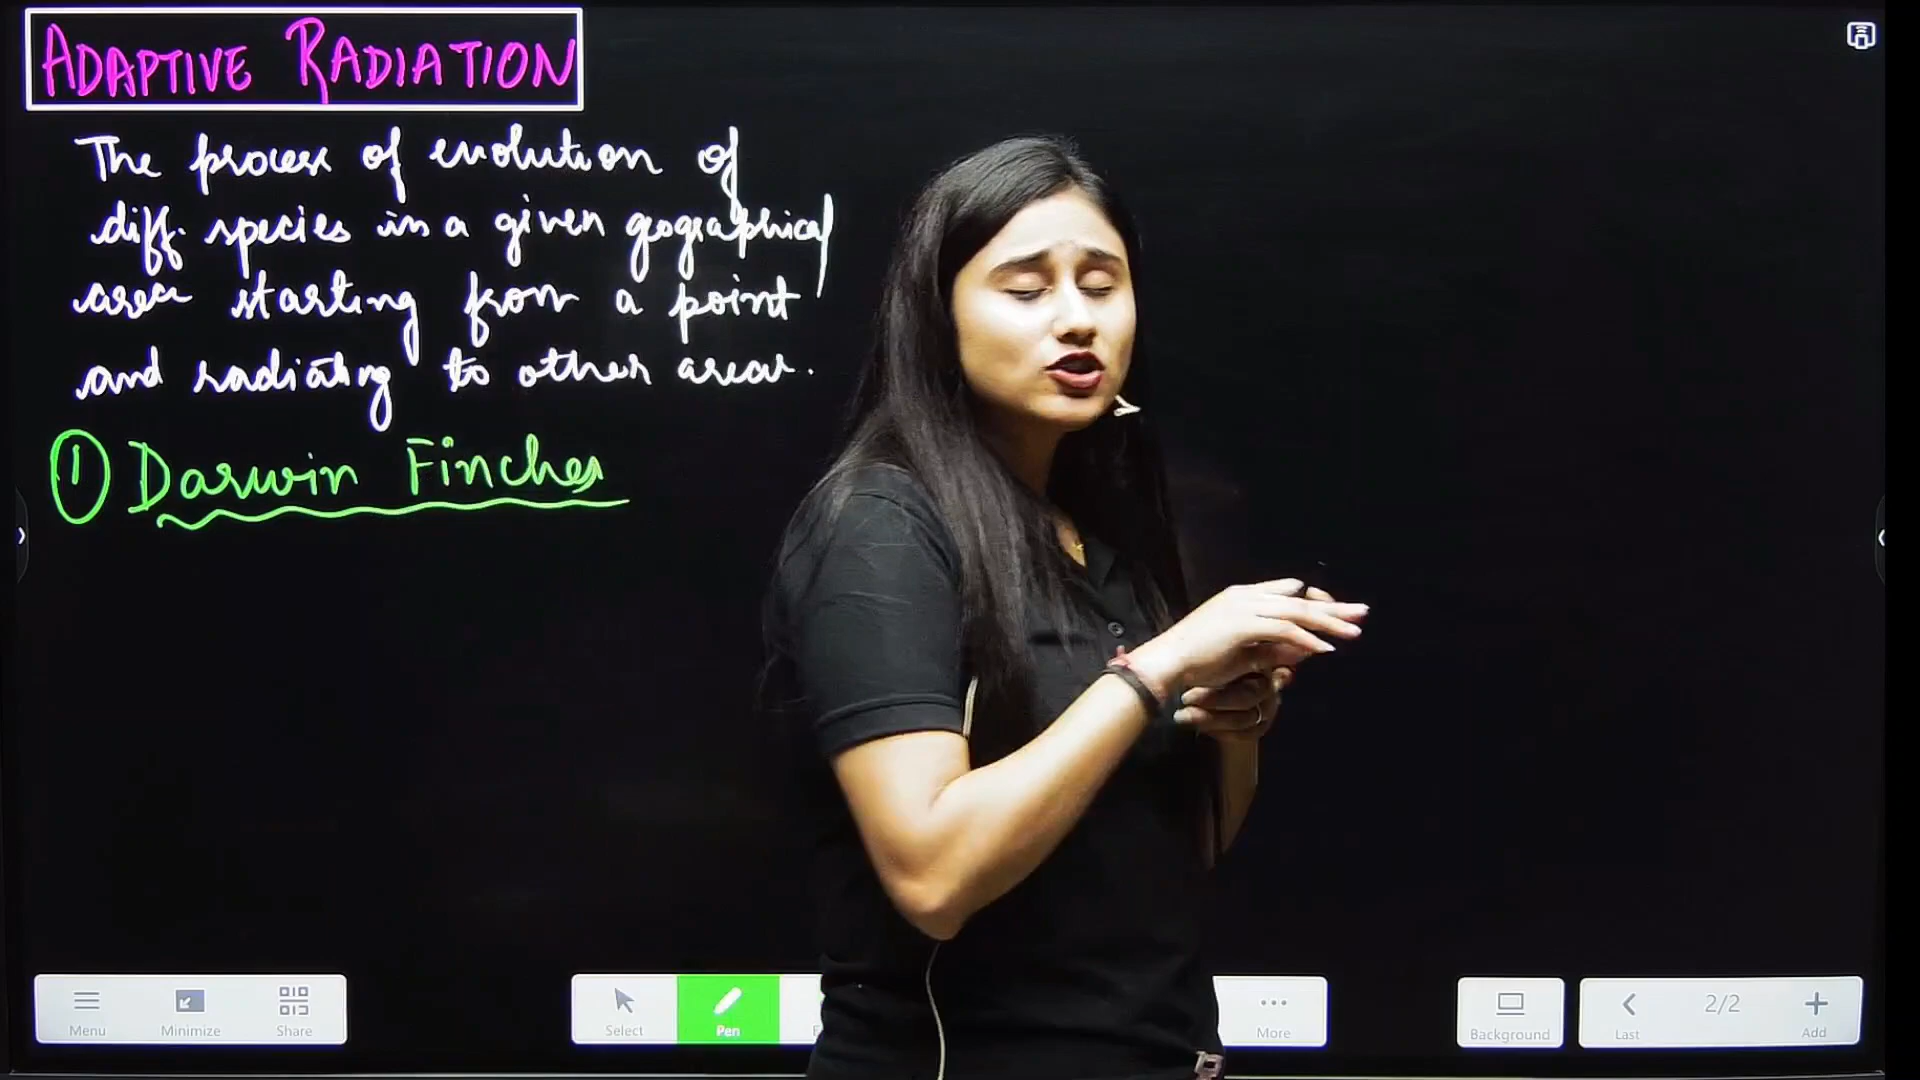 ADAPTIVE RADIATION
The process of evolution of
diff. species in a given gographical
area starting from a point
and radiating to other areas.
① Darwin Finches
Menu
Minimize
Share
Select
Pen
More
Background
Last
2/2
Add